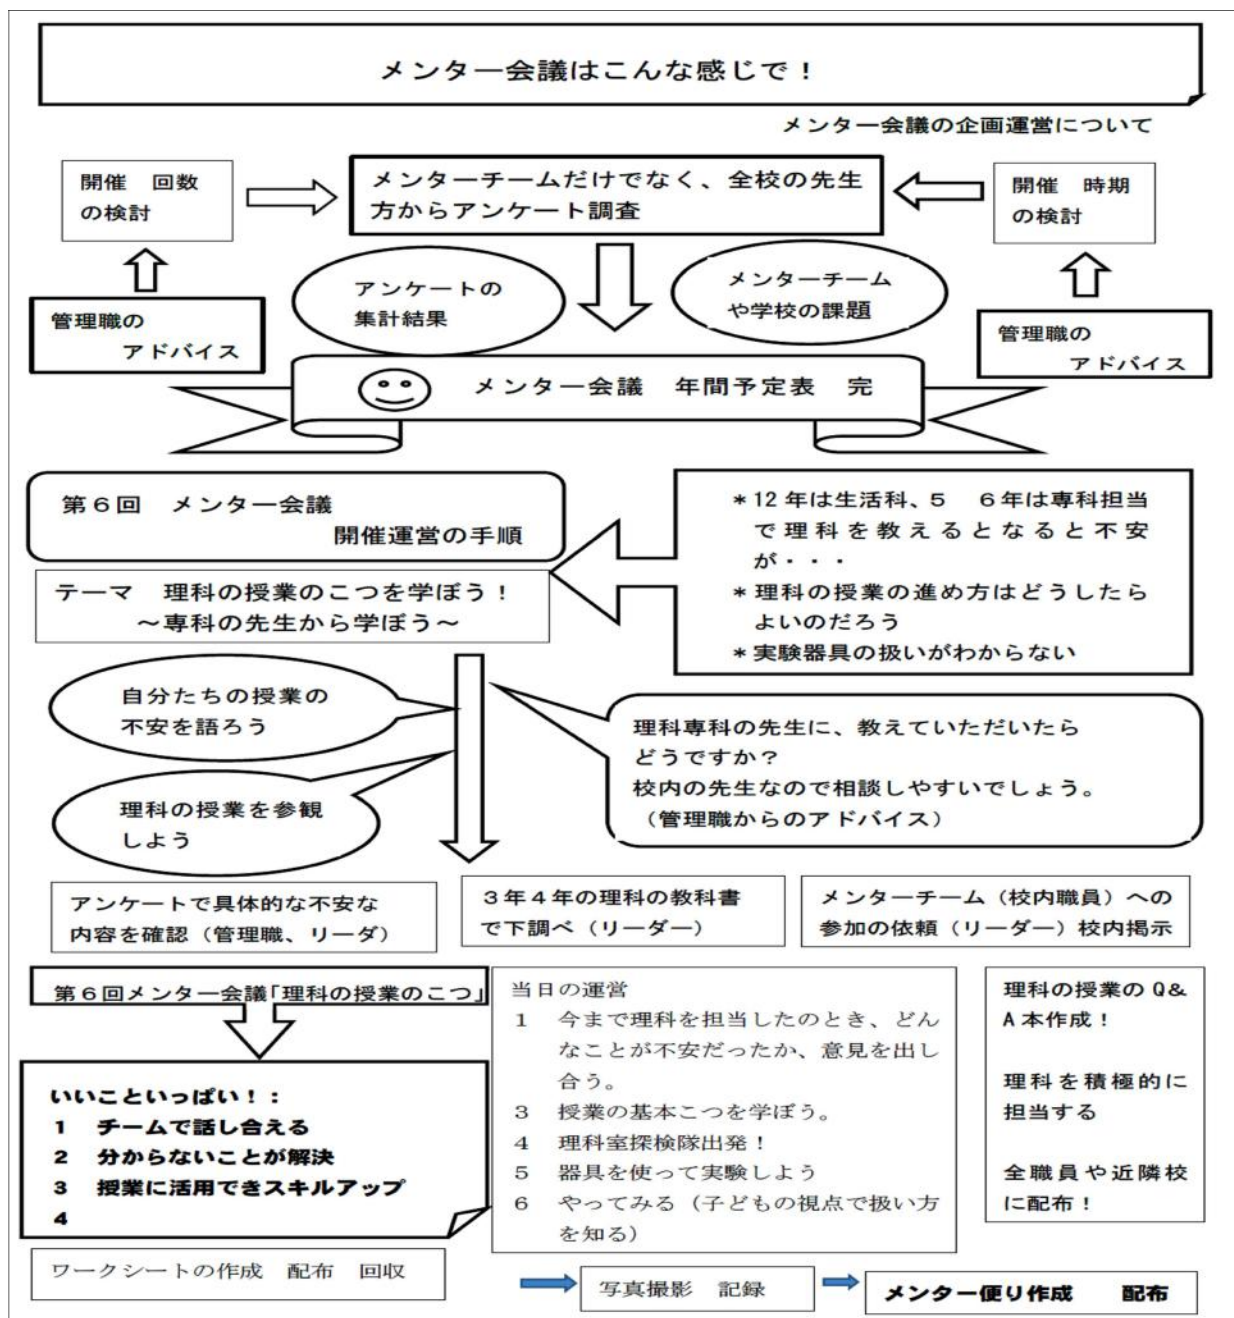 メンター会議はこんな感じで！
メンター会議の企画運営について
開催　回数
の検討
メンターチームだけでなく、全校の先生
方からアンケート調査
開催　時期
の検討
アンケートの
集計結果
メンターチーム
や学校の課題
管理職の
アドバイス
管理職の
アドバイス
メンター会議　年間予定表　完
第６回　メンター会議
開催運営の手順
テーマ　理科の授業のこつを学ぼう！
～専科の先生から学ぼう～
＊12年は生活科、５　６年は専科担当
で理科を教えるとなると不安
が・・・
＊理科の授業の進め方はどうしたら
よいのだろう
＊実験器具の扱いがわからない
自分たちの授業の
不安を語ろう
理科の授業を参観
しよう
理科専科の先生に、教えていただいたら
どうですか？
校内の先生なので相談しやすいでしょう。
（管理職からのアドバイス）
アンケートで具体的な不安な
内容を確認（管理職、リーダ）
３年４年の理科の教科書
で下調べ（リーダー）
メンターチーム（校内職員）への
参加の依頼（リーダー）校内掲示
第６回メンター会議「理科の授業のこつ」
いいこといっぱい！：
1　チームで話し合える
2　分からないことが解決
3　授業に活用できスキルアップ
4
ワークシートの作成　配布　回収
当日の運営
1　今まで理科を担当したのとき、どん
なことが不安だったか、意見を出し
合う。
3　授業の基本こつを学ぼう。
4　理科室探検隊出発！
5　器具を使って実験しよう
6　やってみる（子どもの視点で扱い方
を知る）
理科の授業のＱ＆
Ａ本作成！
理科を積極的に
担当する
全職員や近隣校
に配布！
写真撮影　記録
メンター便り作成　　配布